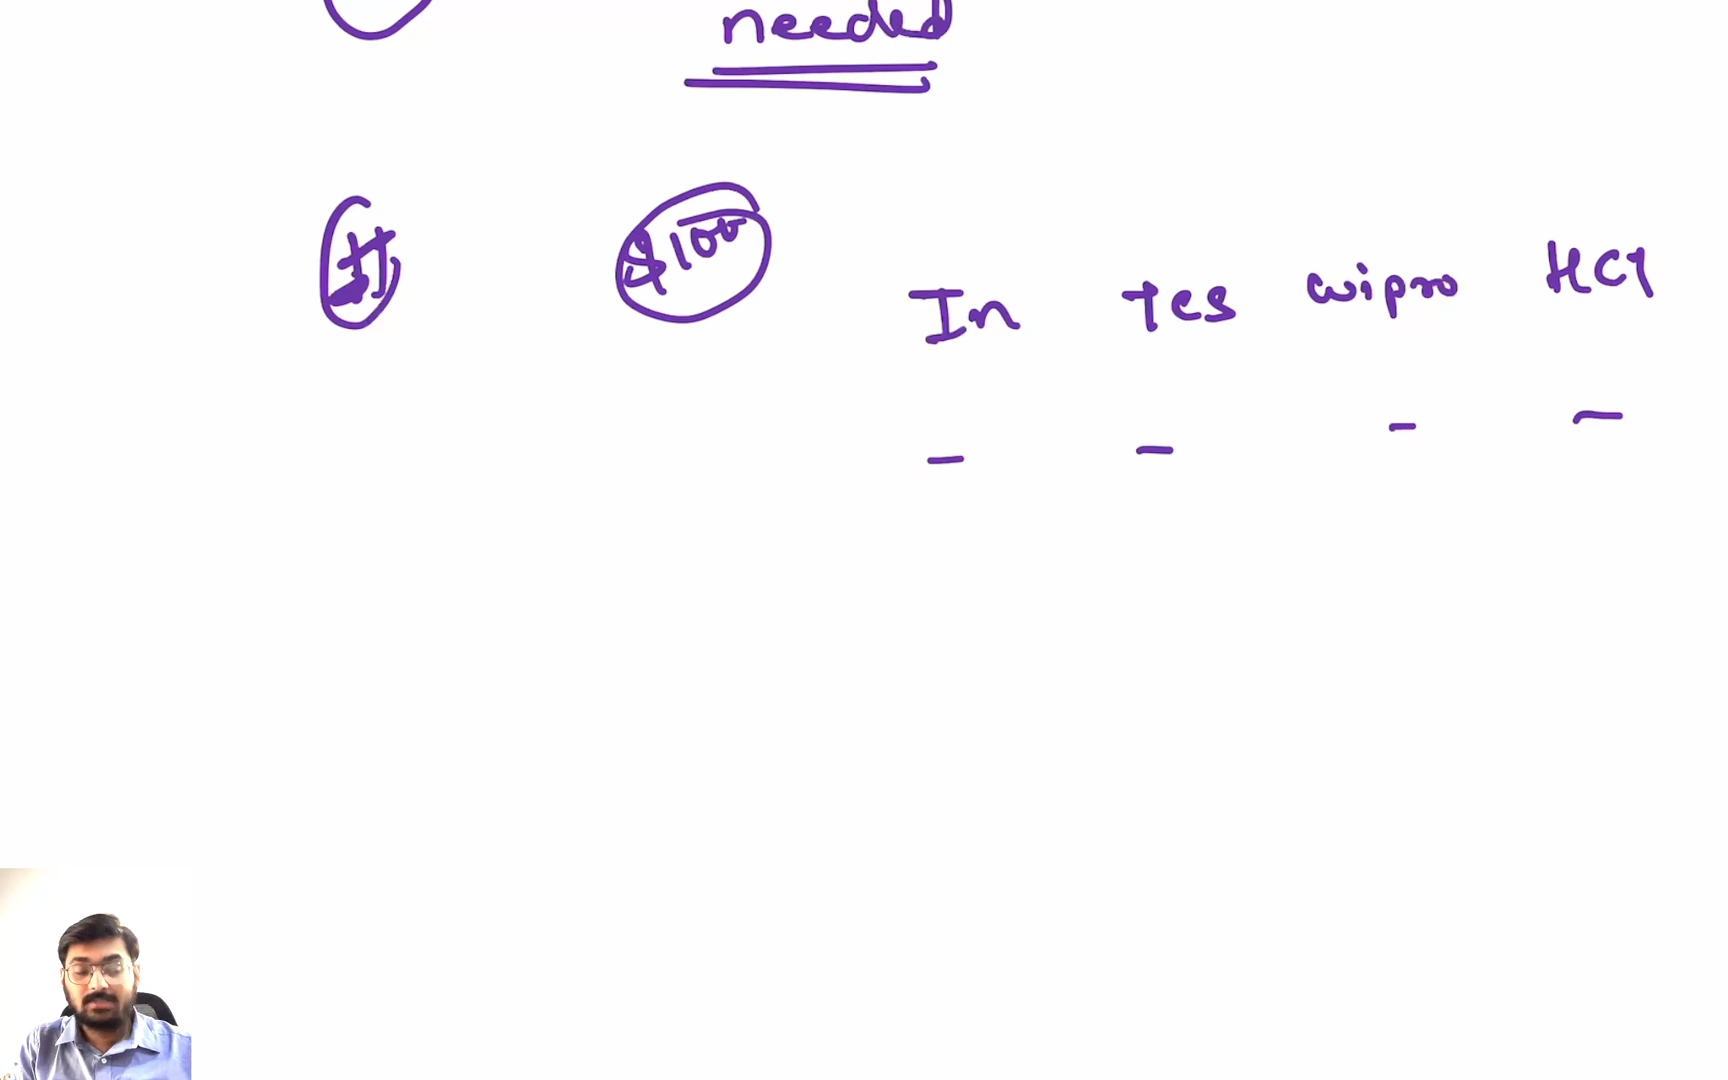 needed
$100 In Tcs wipro HCL
- - - -